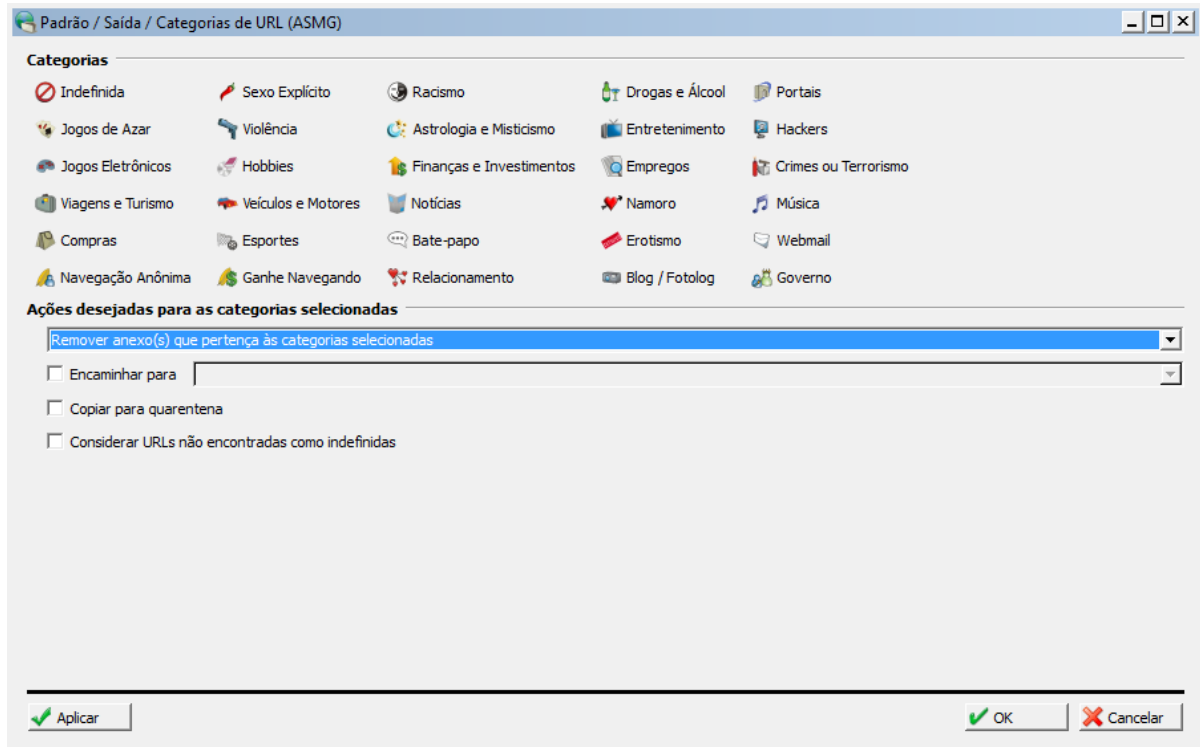 Padrão / Saída / Categorias de URL (ASMG)
Categorias
Indefinida Sexo Explícito Racismo Drogas e Álcool Portais
Jogos de Azar Violência Astrologia e Misticismo Entretenimento Hackers
Jogos Eletrônicos Hobbies Finanças e Investimentos Empregos Crimes ou Terrorismo
Viagens e Turismo Veículos e Motores Notícias Namoro Música
Compras Esportes Bate-papo Erotismo Webmail
Navegação Anônima Ganhe Navegando Relacionamento Blog / Fotolog Governo
Ações desejadas para as categorias selecionadas
Remover anexo(s) que pertença às categorias selecionadas
Encaminhar para
Copiar para quarentena
Considerar URLs não encontradas como indefinidas
Aplicar OK Cancelar